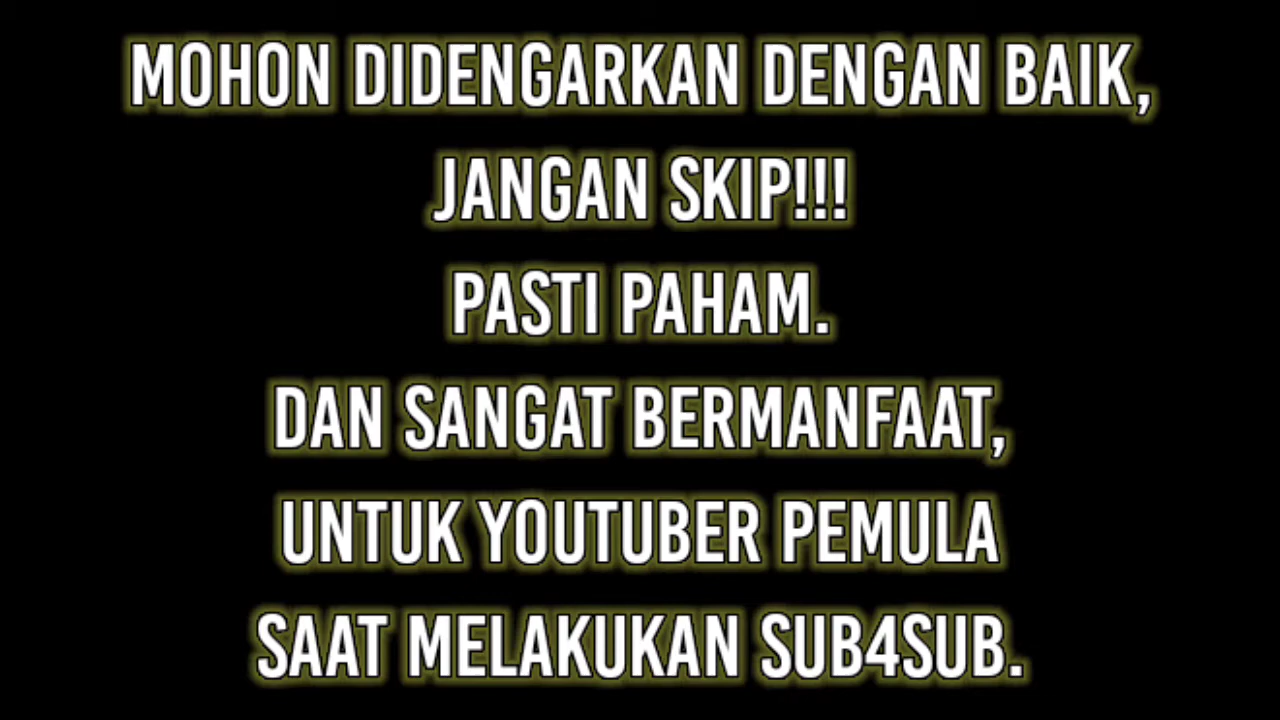 MOHON DIDENGARKAN DENGAN BAIK,
JANGAN SKIP!!!
PASTI PAHAM.
DAN SANGAT BERMANFAAT,
UNTUK YOUTUBER PEMULA
SAAT MELAKUKAN SUB4SUB.